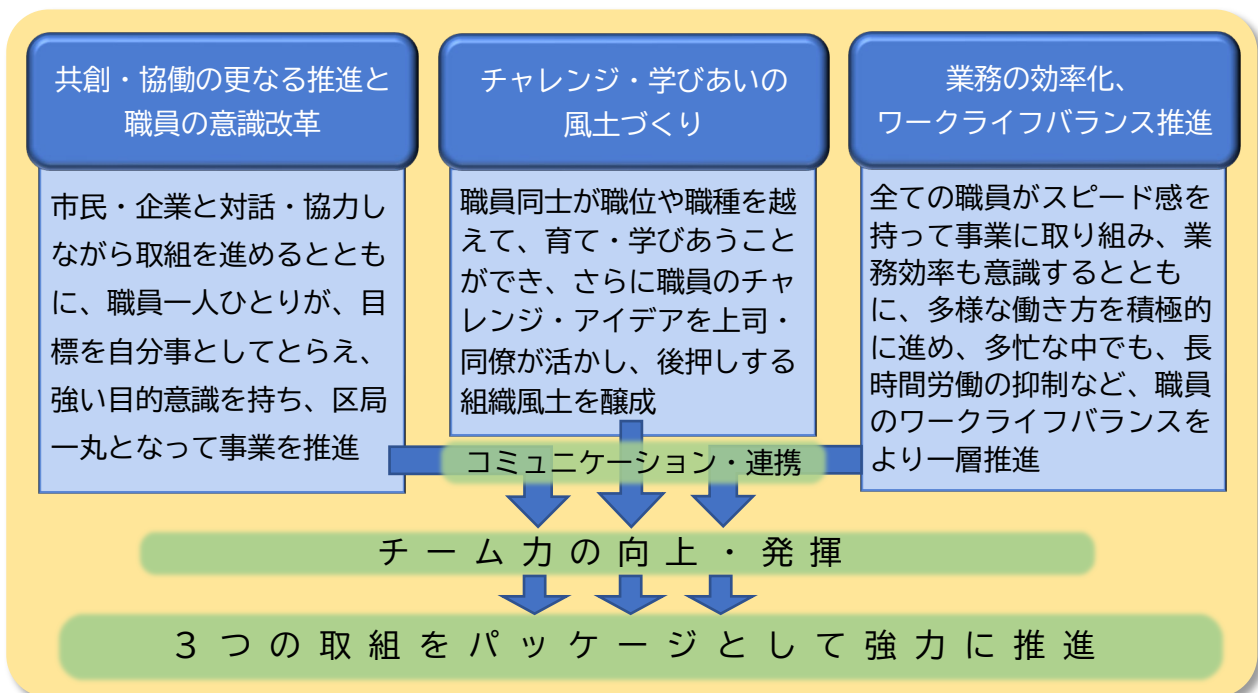 共創・協働の更なる推進と
職員の意識改革
市民・企業と対話・協力し
ながら取組を進めるととも
に、職員一人ひとりが、目
標を自分事としてとらえ、
強い目的意識を持ち、区局
一丸となって事業を推進
チャレンジ・学びあいの
風土づくり
職員同士が職位や職種を越
えて、育て・学びあうこと
ができ、さらに職員のチャ
レンジ・アイデアを上司・
同僚が活かし、後押しする
組織風土を醸成
業務の効率化、
ワークライフバランス推進
全ての職員がスピード感を
持って事業に取り組み、業
務効率も意識するととも
に、多様な働き方を積極的
に進め、多忙な中でも、長
時間労働の抑制など、職員
のワークライフバランスを
より一層推進
コミュニケーション・連携
チーム力の向上・発揮
３つの取組をパッケージとして強力に推進